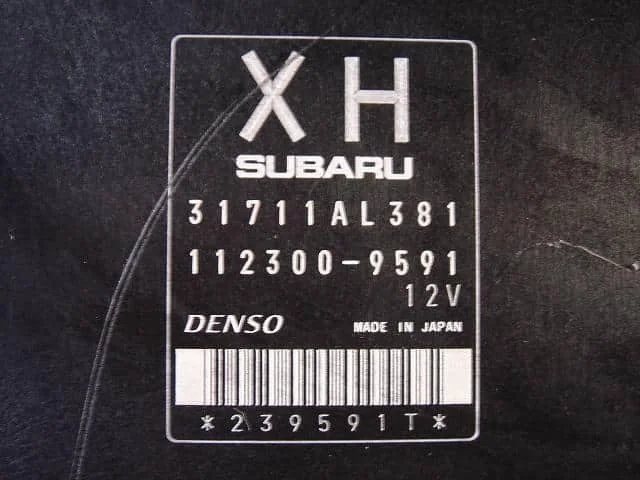 XH
SUBARU
31711AL381
112300-9591
12V
DENSO MADE IN JAPAN
*239591T*